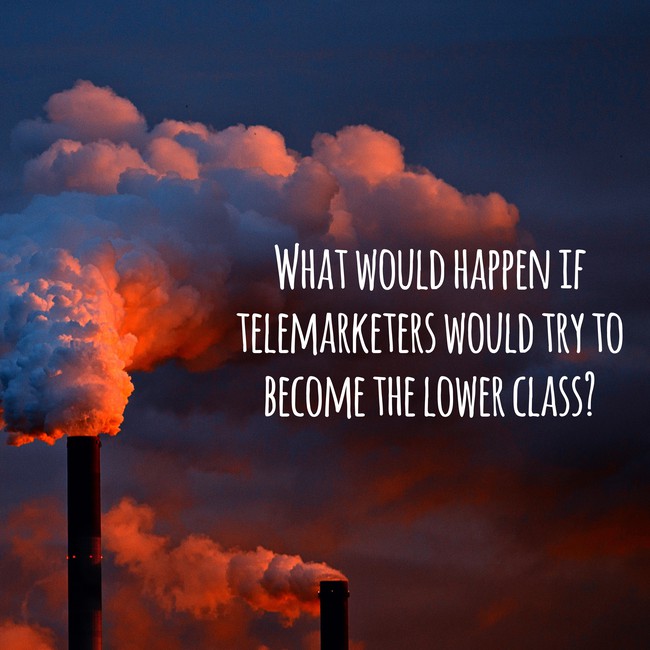 What would happen if
telemarketers would try to
become the lower class?